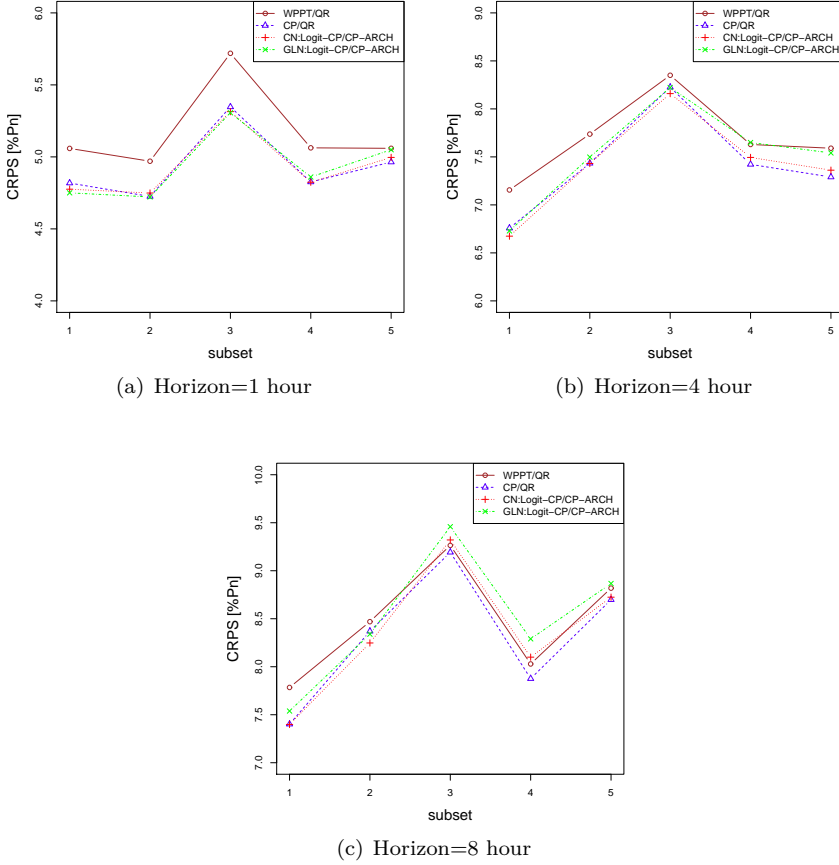 CRPS [%Pn]
6.0
5.5
5.0
4.5
4.0
WPPT/QR
CP/QR
CN:Logit−CP/CP−ARCH
GLN:Logit−CP/CP−ARCH
1 2 3 4 5
subset
(a) Horizon=1 hour
CRPS [%Pn]
9.0
8.5
8.0
7.5
7.0
6.5
6.0
WPPT/QR
CP/QR
CN:Logit−CP/CP−ARCH
GLN:Logit−CP/CP−ARCH
1 2 3 4 5
subset
(b) Horizon=4 hour
CRPS [%Pn]
10.0
9.5
9.0
8.5
8.0
7.5
7.0
WPPT/QR
CP/QR
CN:Logit−CP/CP−ARCH
GLN:Logit−CP/CP−ARCH
1 2 3 4 5
subset
(c) Horizon=8 hour